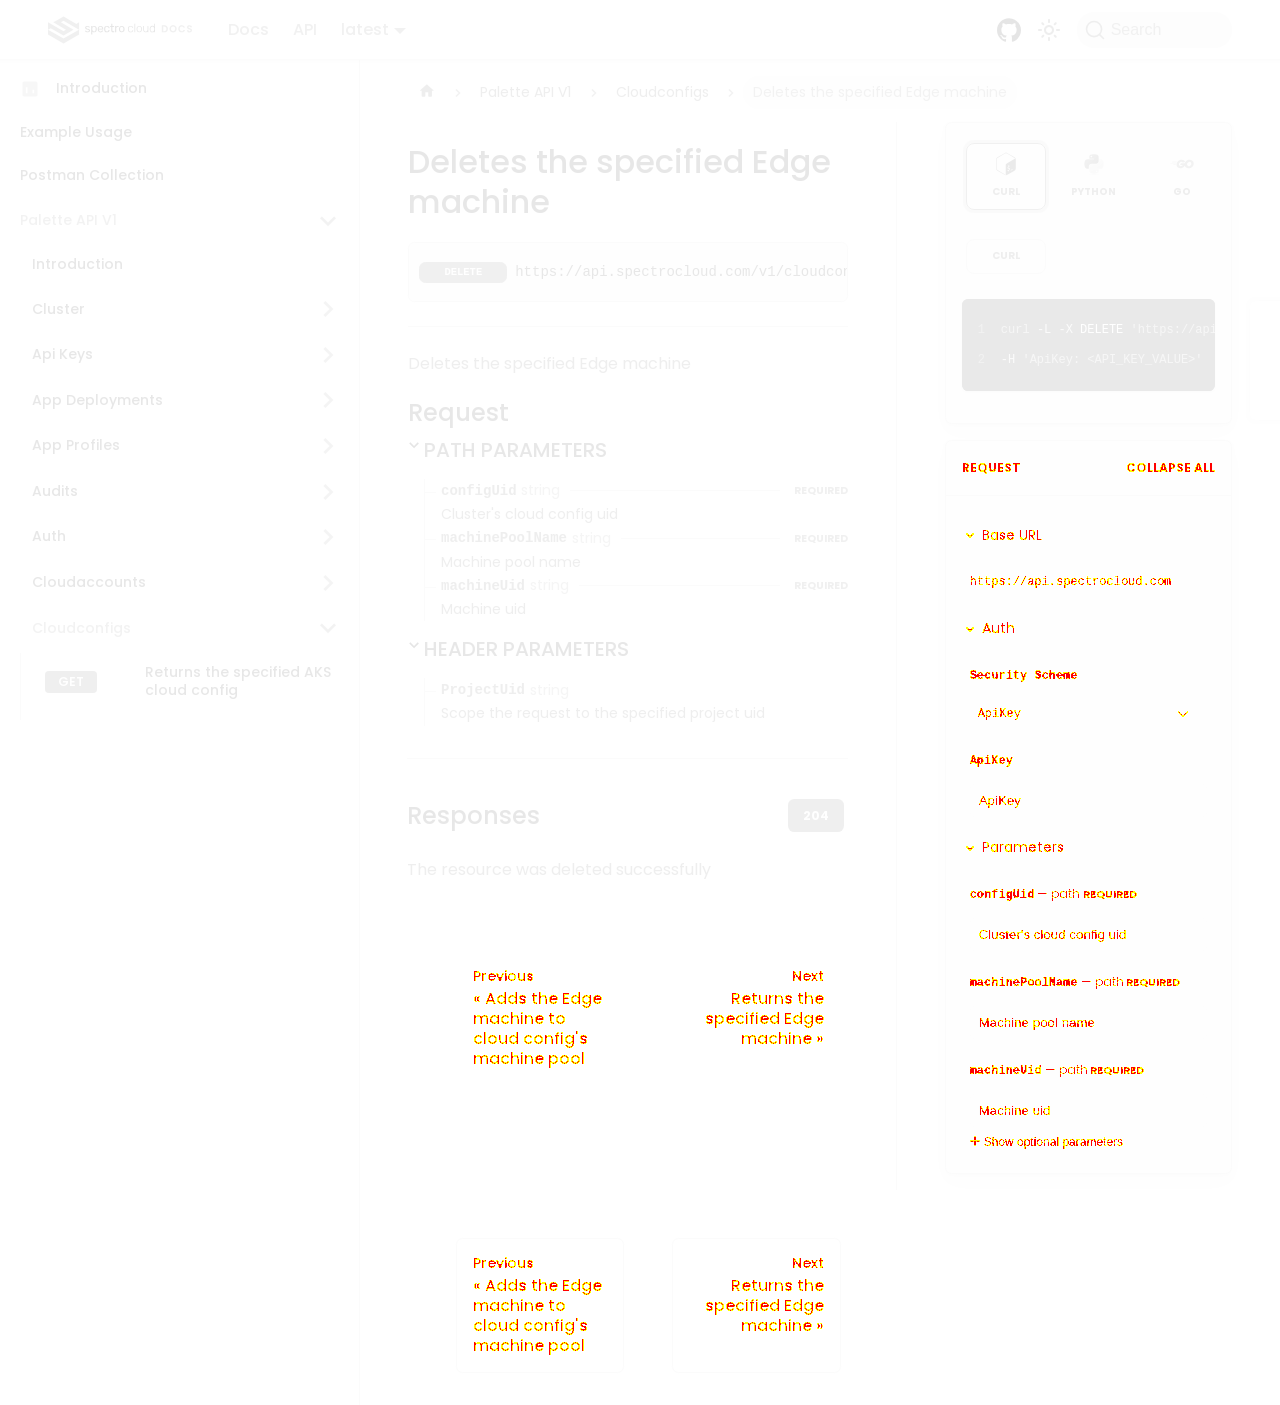 spectro cloud DOCS
Docs API latest
Search
Introduction
Example Usage
Postman Collection
Palette API V1
Introduction
Cluster
Api Keys
App Deployments
App Profiles
Audits
Auth
Cloudaccounts
Cloudconfigs
GET Returns the specified AKS
cloud config
Palette API V1 > Cloudconfigs > Deletes the specified Edge machine
Deletes the specified Edge
machine
DELETE https://api.spectrocloud.com/v1/cloudcon
Deletes the specified Edge machine
Request
PATH PARAMETERS
configUid string REQUIRED
Cluster's cloud config uid
machinePoolName string REQUIRED
Machine pool name
machineUid string REQUIRED
Machine uid
HEADER PARAMETERS
ProjectUid string
Scope the request to the specified project uid
Responses
204
The resource was deleted successfully
Previous
« Adds the Edge
machine to
cloud config's
machine pool
Next
Returns the
specified Edge
machine »
Previous
« Adds the Edge
machine to
cloud config's
machine pool
Next
Returns the
specified Edge
machine »
CURL
PYTHON
GO
CURL
1 curl -L -X DELETE 'https://api
2 -H 'ApiKey: <API_KEY_VALUE>'
REQUEST COLLAPSE ALL
Base URL
https://api.spectrocloud.com
Auth
Security Scheme
ApiKey
ApiKey
ApiKey
Parameters
configUid — path REQUIRED
Cluster's cloud config uid
machinePoolName — path REQUIRED
Machine pool name
machineUid — path REQUIRED
Machine uid
+ Show optional parameters